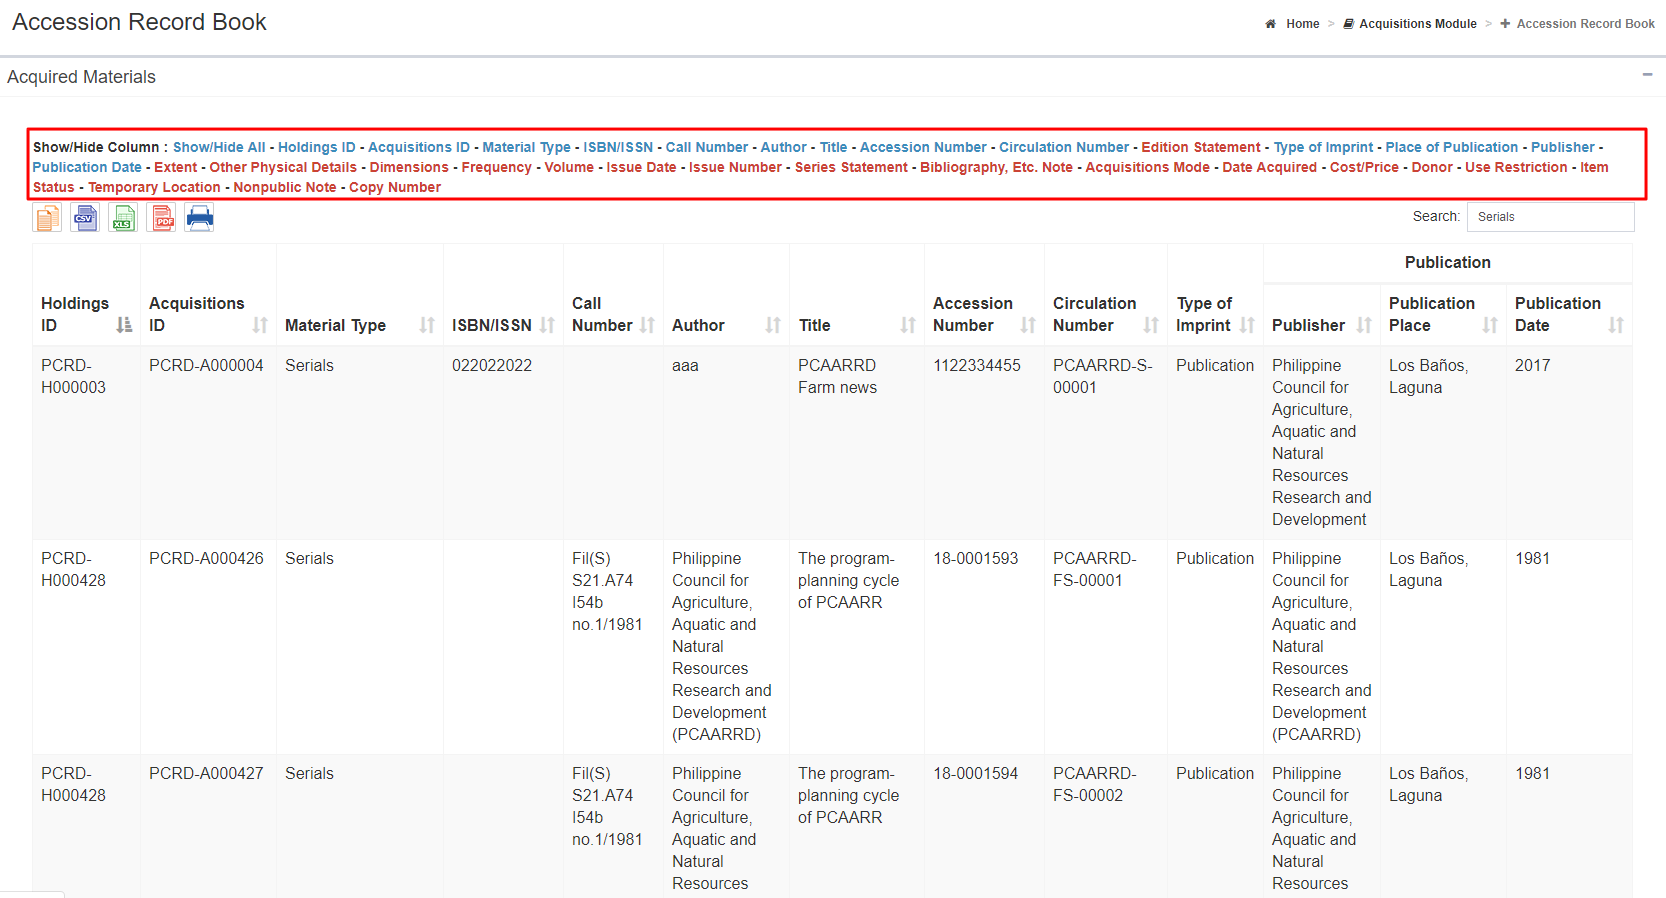 Accession Record Book
Home > Acquisitions Module > Accession Record Book
Acquired Materials
Show/Hide Column : Show/Hide All - Holdings ID - Acquisitions ID - Material Type - ISBN/ISSN - Call Number - Author - Title - Accession Number - Circulation Number - Edition Statement - Type of Imprint - Place of Publication - Publisher -
Publication Date - Extent - Other Physical Details - Dimensions - Frequency - Volume - Issue Date - Issue Number - Series Statement - Bibliography, Etc. Note - Acquisitions Mode - Date Acquired - Cost/Price - Donor - Use Restriction - Item
Status - Temporary Location - Nonpublic Note - Copy Number
CSV XLS PDF
Search: Serials
Publication
Holdings ID
Acquisitions ID
Material Type
ISBN/ISSN
Call Number
Author
Title
Accession Number
Circulation Number
Type of Imprint
Publisher
Publication Place
Publication Date
PCRD-
H000003
PCRD-A000004
Serials
022022022
aaa
PCAARRD
Farm news
1122334455
PCAARRD-S-
00001
Publication
Philippine
Council for
Agriculture,
Aquatic and
Natural
Resources
Research and
Development
Los Baños,
Laguna
2017
PCRD-
H000428
PCRD-A000426
Serials
Fil(S)
S21.A74
I54b
no.1/1981
Philippine
Council for
Agriculture,
Aquatic and
Natural
Resources
Research and
Development
(PCAARRD)
The program-
planning cycle
of PCAARR
18-0001593
PCAARRD-
FS-00001
Publication
Philippine
Council for
Agriculture,
Aquatic and
Natural
Resources
Research and
Development
(PCAARRD)
Los Baños,
Laguna
1981
PCRD-
H000428
PCRD-A000427
Serials
Fil(S)
S21.A74
I54b
no.1/1981
Philippine
Council for
Agriculture,
Aquatic and
Natural
Resources
The program-
planning cycle
of PCAARR
18-0001594
PCAARRD-
FS-00002
Publication
Philippine
Council for
Agriculture,
Aquatic and
Natural
Resources
Los Baños,
Laguna
1981